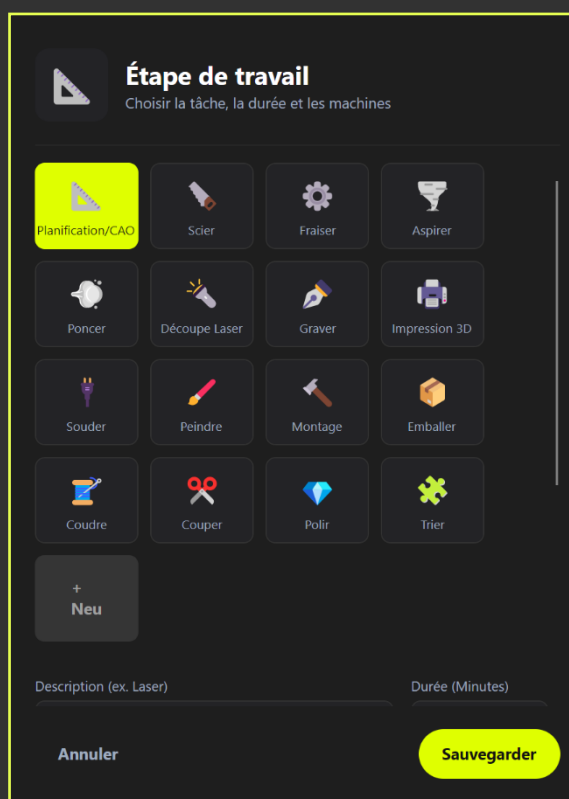 Étape de travail
Choisir la tâche, la durée et les machines
Planification/CAO
Scier
Fraiser
Aspirer
Poncer
Découpe Laser
Graver
Impression 3D
Souder
Peindre
Montage
Emballer
Coudre
Couper
Polir
Trier
+
Neu
Description (ex. Laser)
Durée (Minutes)
Annuler
Sauvegarder